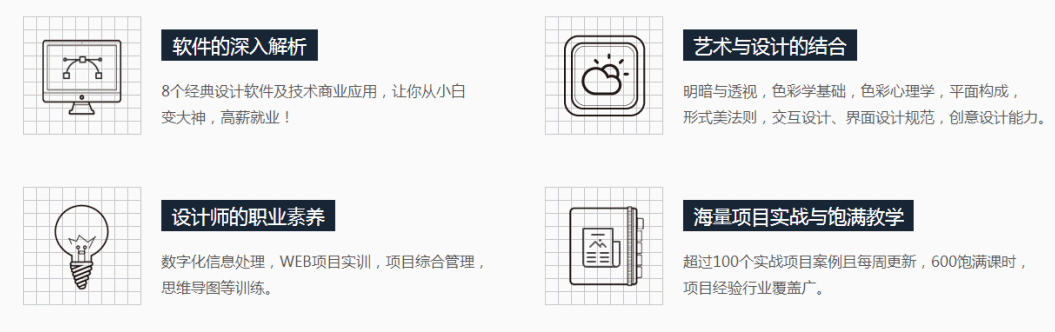 软件的深入解析
8个经典设计软件及技术商业应用，让你从小白
变大神，高薪就业！
艺术与设计的结合
明暗与透视，色彩学基础，色彩心理学，平面构成，
形式美法则，交互设计、界面设计规范，创意设计能力。
设计师的职业素养
数字化信息处理，WEB项目实训，项目综合管理，
思维导图等训练。
海量项目实战与饱满教学
超过100个实战项目案例且每周更新，600饱满课时，
项目经验行业覆盖广。